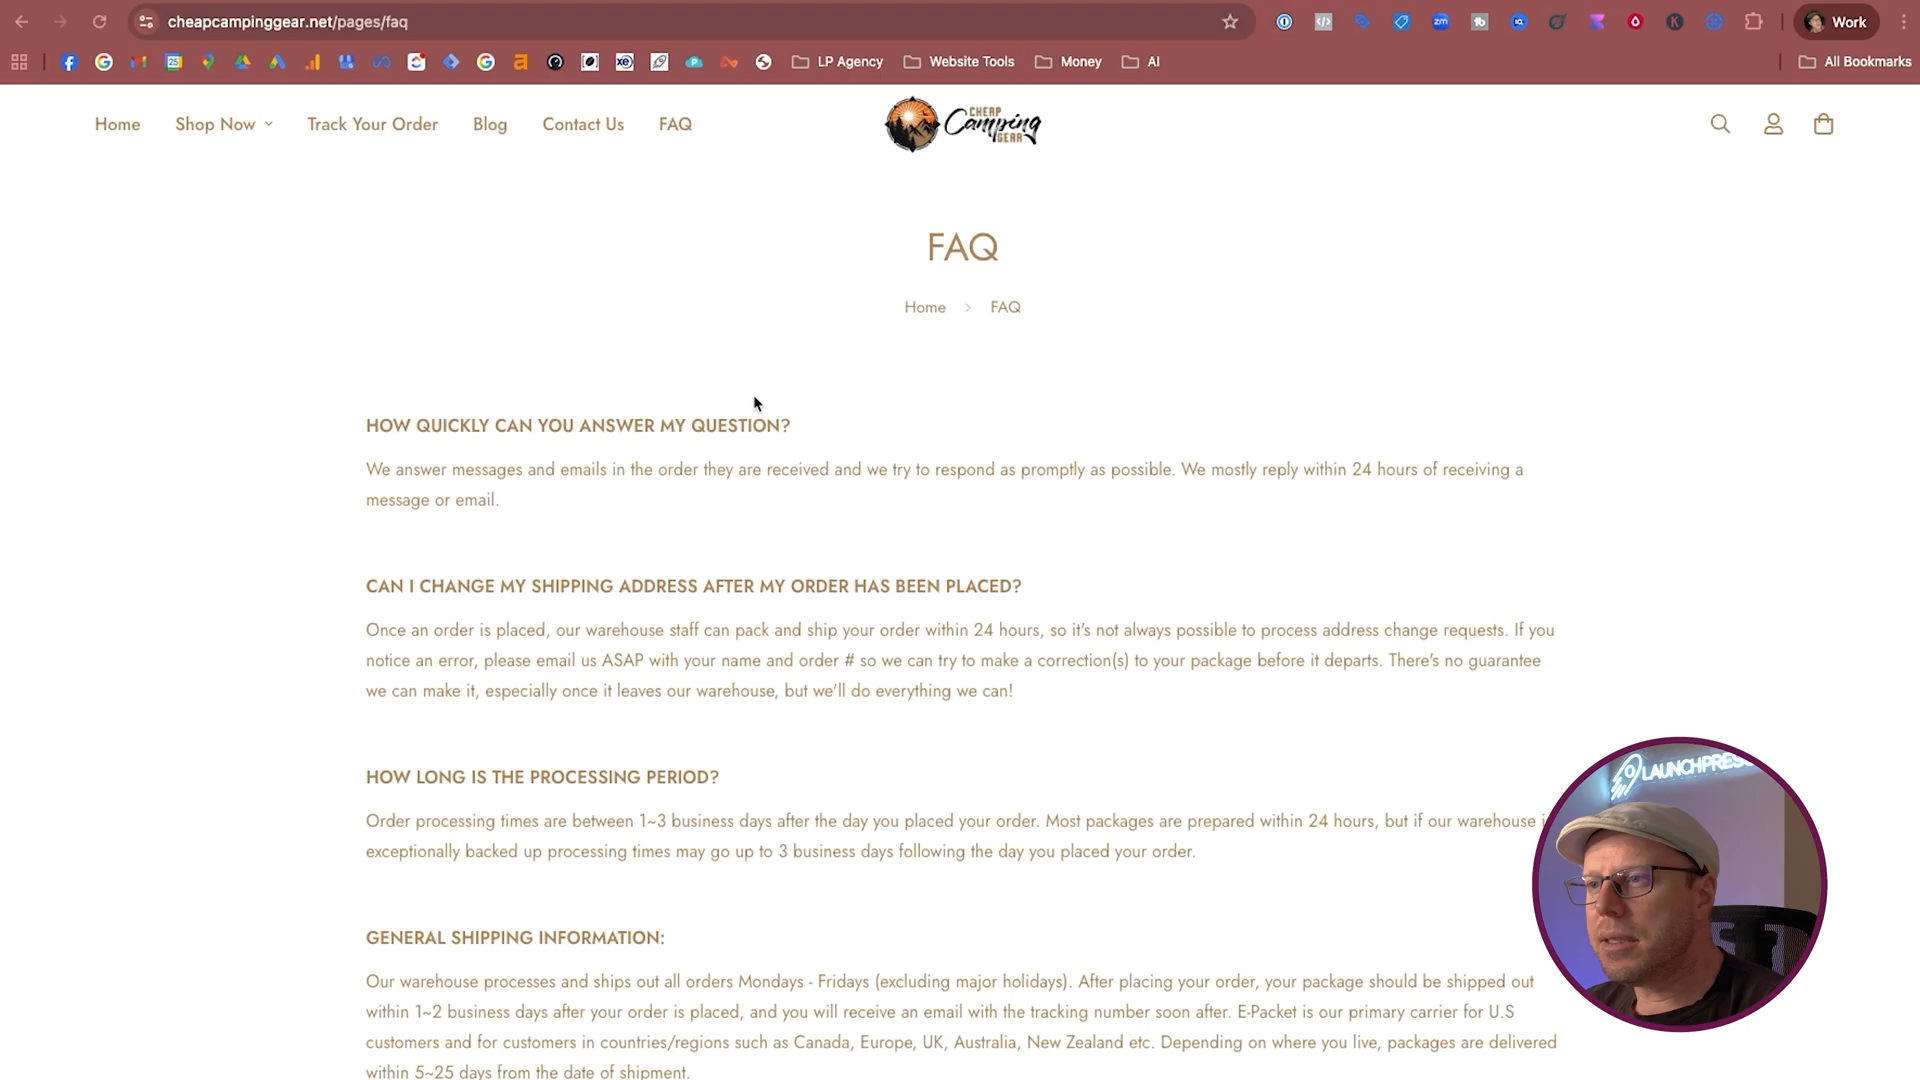 cheapcampinggear.net/pages/faq
Work
LP Agency
Website Tools
Money
AI
All Bookmarks
Home
Shop Now
Track Your Order
Blog
Contact Us
FAQ
CHEAP
Camping
GEAR
FAQ
Home
FAQ
HOW QUICKLY CAN YOU ANSWER MY QUESTION?
We answer messages and emails in the order they are received and we try to respond as promptly as possible. We mostly reply within 24 hours of receiving a
message or email.
CAN I CHANGE MY SHIPPING ADDRESS AFTER MY ORDER HAS BEEN PLACED?
Once an order is placed, our warehouse staff can pack and ship your order within 24 hours, so it's not always possible to process address change requests. If you
notice an error, please email us ASAP with your name and order # so we can try to make a correction(s) to your package before it departs. There's no guarantee
we can make it, especially once it leaves our warehouse, but we'll do everything we can!
HOW LONG IS THE PROCESSING PERIOD?
Order processing times are between 1~3 business days after the day you placed your order. Most packages are prepared within 24 hours, but if our warehouse
exceptionally backed up processing times may go up to 3 business days following the day you placed your order.
GENERAL SHIPPING INFORMATION:
Our warehouse processes and ships out all orders Mondays - Fridays (excluding major holidays). After placing your order, your package should be shipped out
within 1~2 business days after your order is placed, and you will receive an email with the tracking number soon after. E-Packet is our primary carrier for U.S
customers and for customers in countries/regions such as Canada, Europe, UK, Australia, New Zealand etc. Depending on where you live, packages are delivered
within 5~25 days from the date of shipment.
LAUNCHPRESS